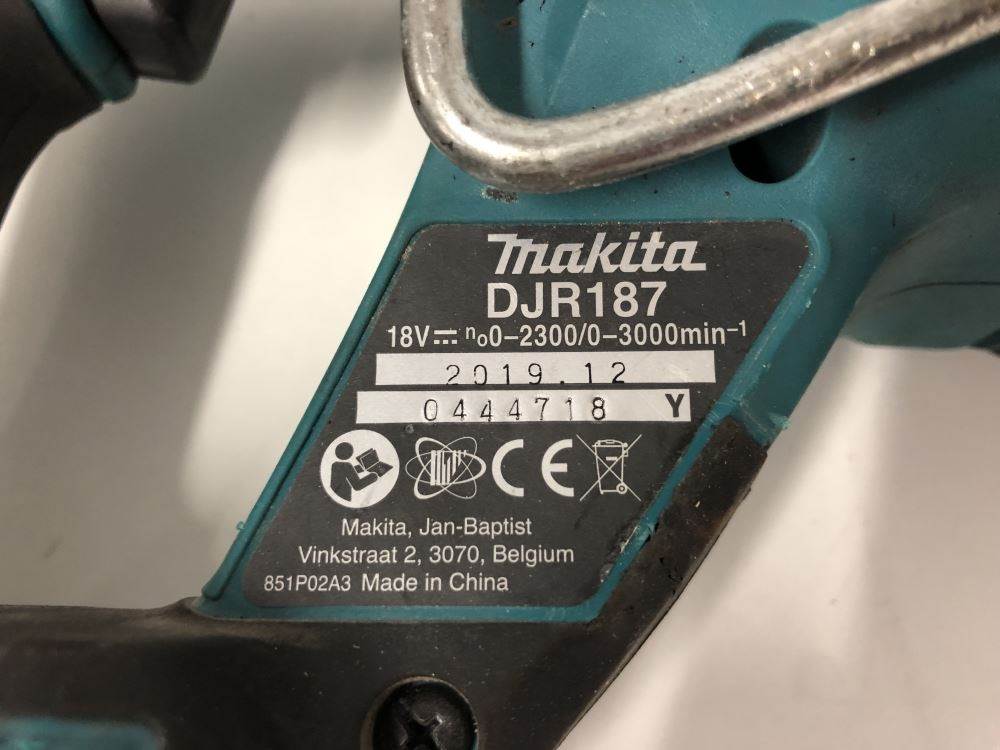 makita
DJR187
18V⎓ n₀0–2300/0–3000min⁻¹
2019.12
0444718 Y
CE
Makita, Jan-Baptist
Vinkstraat 2, 3070, Belgium
851P02A3 Made in China